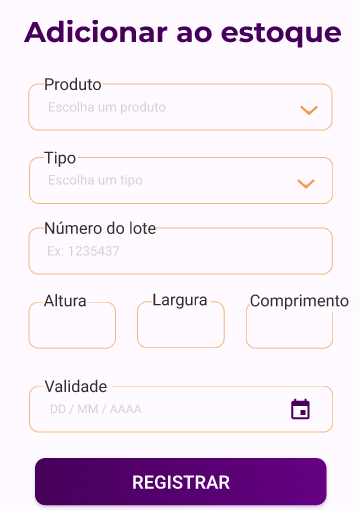 Adicionar ao estoque
Produto
Escolha um produto
Tipo
Escolha um tipo
Número do lote
Ex: 1235437
Altura Largura Comprimento
Validade
DD / MM / AAAA
REGISTRAR